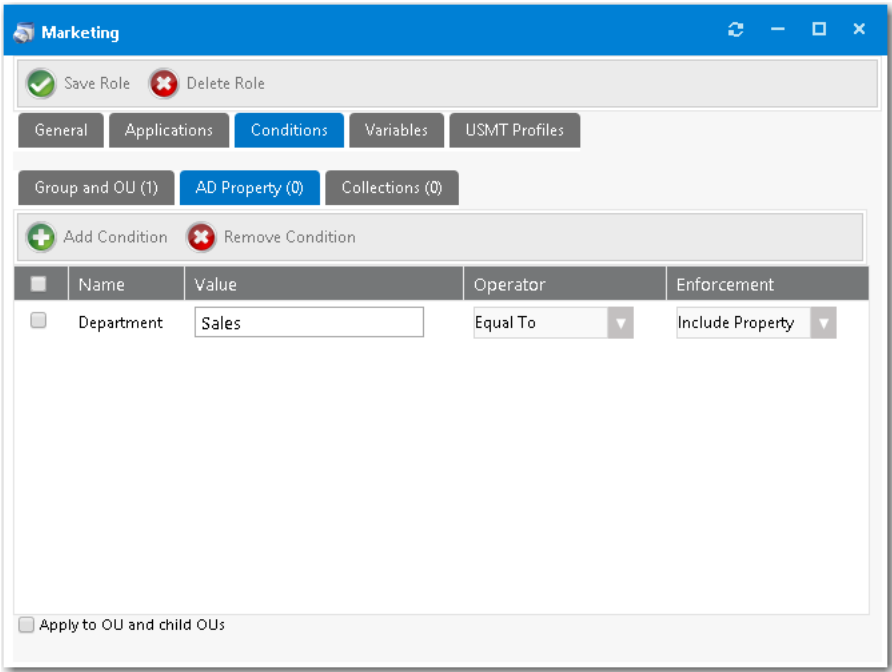 Marketing
Save Role Delete Role
General Applications Conditions Variables USMT Profiles
Group and OU (1) AD Property (0) Collections (0)
Add Condition Remove Condition
Name Value Operator Enforcement
Department Sales Equal To Include Property
Apply to OU and child OUs